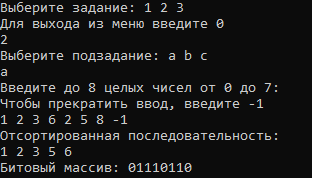 Выберите задание: 1 2 3
Для выхода из меню введите 0
2
Выберите подзадание: a b c
a
Введите до 8 целых чисел от 0 до 7:
Чтобы прекратить ввод, введите -1
1 2 3 6 2 5 8 -1
Отсортированная последовательность:
1 2 3 5 6
Битовый массив: 01110110